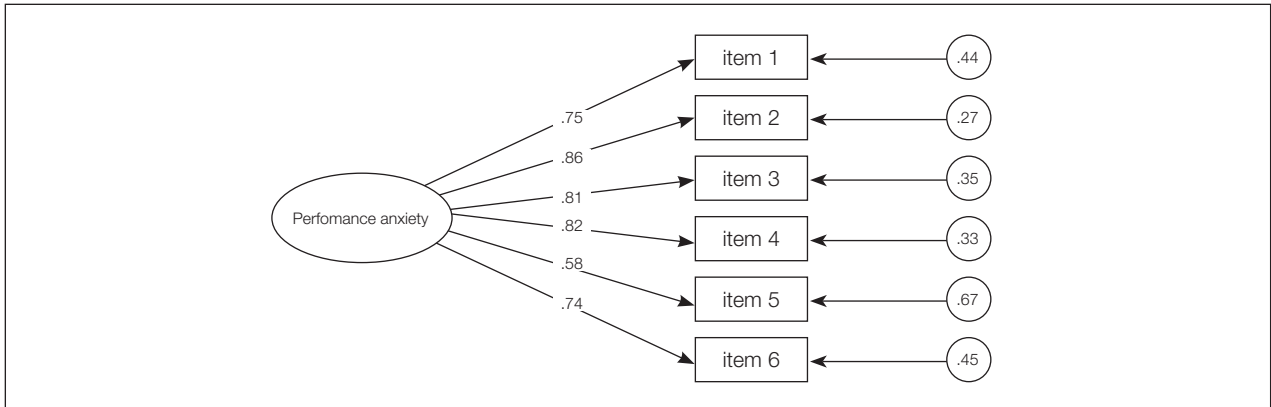 item 1
.44
.75
item 2
.27
.86
item 3
.35
.81
Perfomance anxiety
.82
item 4
.33
.58
item 5
.67
.74
item 6
.45